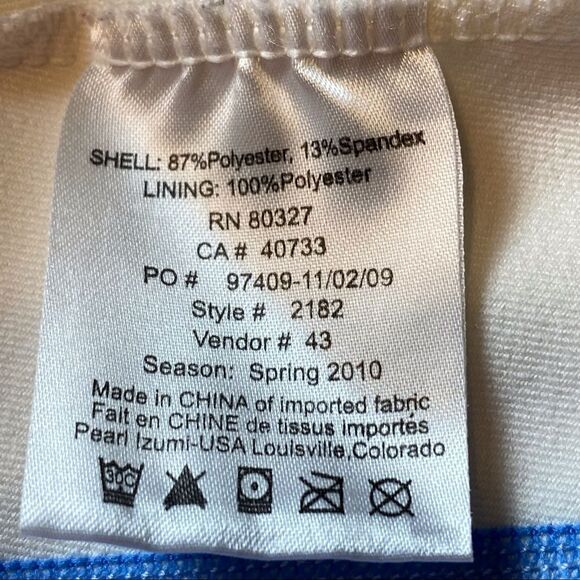 SHELL: 87%Polyester, 13%Spandex
LINING: 100%Polyester
RN 80327
CA # 40733
PO # 97409-11/02/09
Style # 2182
Vendor # 43
Season: Spring 2010
Made in CHINA of imported fabric
Fait en CHINE de tissus importés
Pearl Izumi-USA Louisville, Colorado
30C